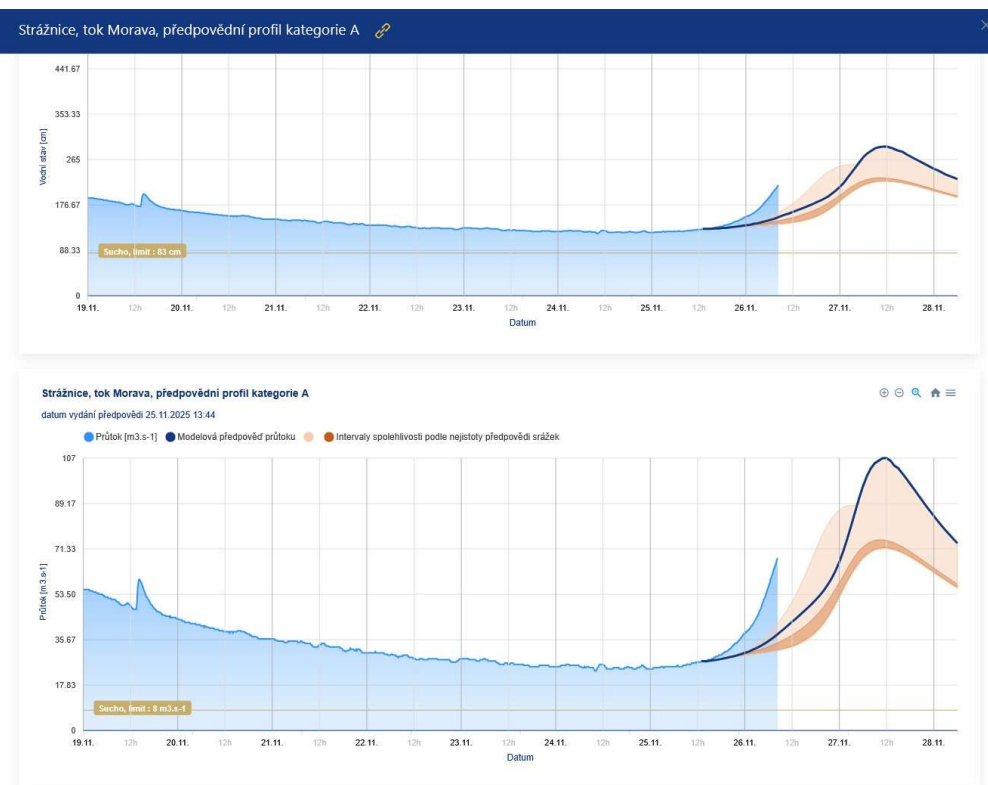 Strážnice, tok Morava, předpovědní profil kategorie A
441.67
353.33
265
176.67
88.33
0
Vodní stav [cm]
Sucho, limit : 83 cm
19.11. 12h 20.11. 12h 21.11. 12h 22.11. 12h 23.11. 12h 24.11. 12h 25.11. 12h 26.11. 12h 27.11. 12h 28.11.
Datum
Strážnice, tok Morava, předpovědní profil kategorie A
datum vydání předpovědi 25.11.2025 13:44
Průtok [m3.s-1] Modelová předpověď průtoku Intervaly spolehlivosti podle nejistoty předpovědi srážek
107
89.17
71.33
53.50
35.67
17.83
0
Průtok [m3.s-1]
Sucho, limit : 8 m3.s-1
19.11. 12h 20.11. 12h 21.11. 12h 22.11. 12h 23.11. 12h 24.11. 12h 25.11. 12h 26.11. 12h 27.11. 12h 28.11.
Datum